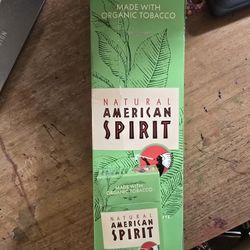 MADE WITH
ORGANIC TOBACCO
NATURAL
AMERICAN
SPIRIT
MADE WITH
ORGANIC TOBACCO
NATURAL
AMERICAN
SPIRIT